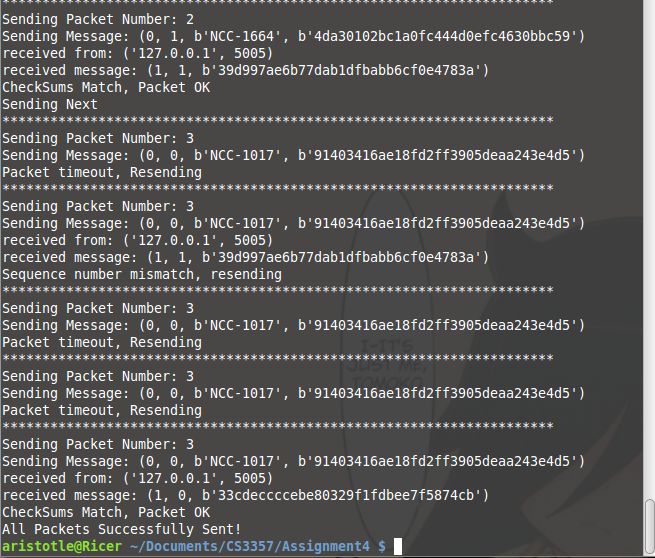 *********************************************************************
Sending Packet Number: 2
Sending Message: (0, 1, b'NCC-1664', b'4da30102bc1a0fc444d0efc4630bbc59')
received from: ('127.0.0.1', 5005)
received message: (1, 1, b'39d997ae6b77dab1dfbabb6cf0e4783a')
CheckSums Match, Packet OK
Sending Next
*********************************************************************
Sending Packet Number: 3
Sending Message: (0, 0, b'NCC-1017', b'91403416ae18fd2ff3905deaa243e4d5')
Packet timeout, Resending
*********************************************************************
Sending Packet Number: 3
Sending Message: (0, 0, b'NCC-1017', b'91403416ae18fd2ff3905deaa243e4d5')
received from: ('127.0.0.1', 5005)
received message: (1, 1, b'39d997ae6b77dab1dfbabb6cf0e4783a')
Sequence number mismatch, resending
*********************************************************************
Sending Packet Number: 3
Sending Message: (0, 0, b'NCC-1017', b'91403416ae18fd2ff3905deaa243e4d5')
Packet timeout, Resending
*********************************************************************
Sending Packet Number: 3
Sending Message: (0, 0, b'NCC-1017', b'91403416ae18fd2ff3905deaa243e4d5')
Packet timeout, Resending
*********************************************************************
Sending Packet Number: 3
Sending Message: (0, 0, b'NCC-1017', b'91403416ae18fd2ff3905deaa243e4d5')
received from: ('127.0.0.1', 5005)
received message: (1, 0, b'33cdeccccebe80329f1fdbee7f5874cb')
CheckSums Match, Packet OK
All Packets Successfully Sent!
aristotle@Ricer ~/Documents/CS3357/Assignment4 $
I-IT'S
JUST ME,
TOMOKO